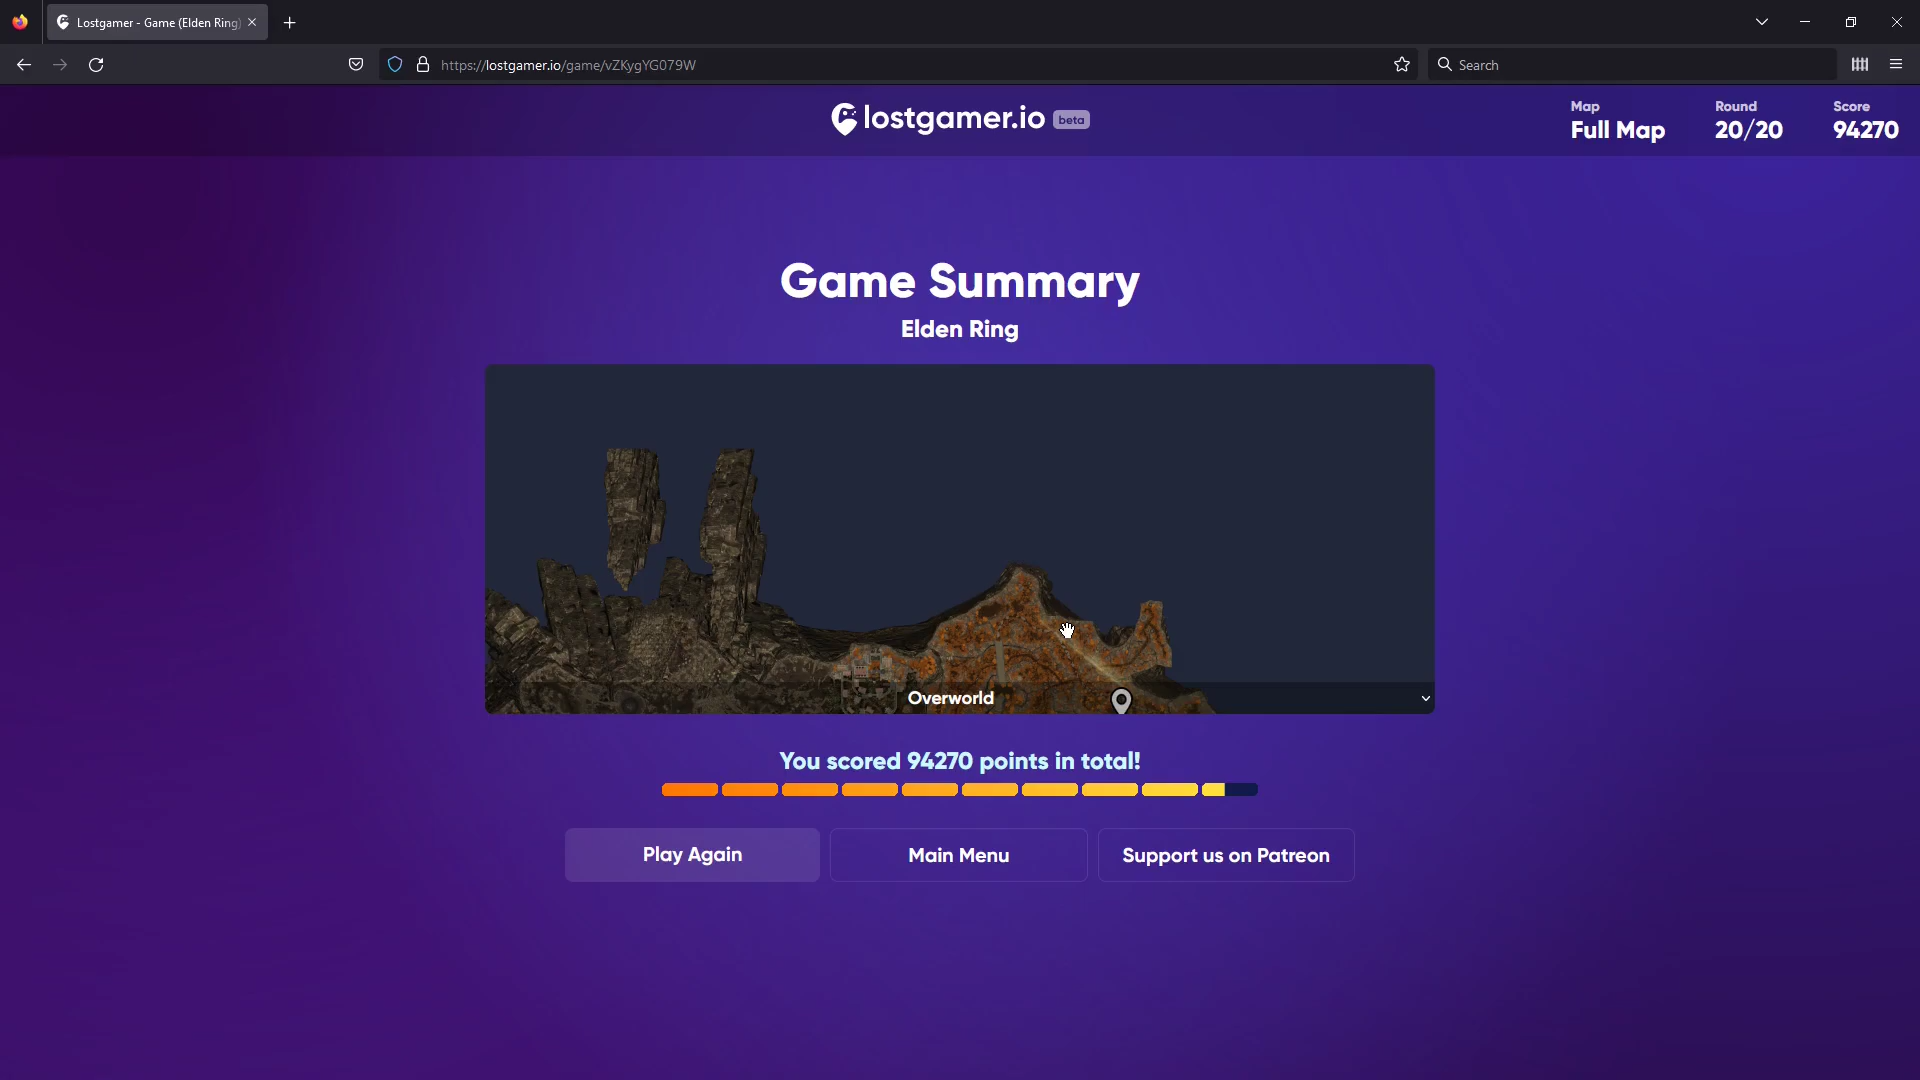 Lostgamer - Game (Elden Ring)
https://lostgamer.io/game/vZKygYG079W
Search
lostgamer.io beta
Map
Full Map
Round
20/20
Score
94270
Game Summary
Elden Ring
Overworld
You scored 94270 points in total!
Play Again
Main Menu
Support us on Patreon